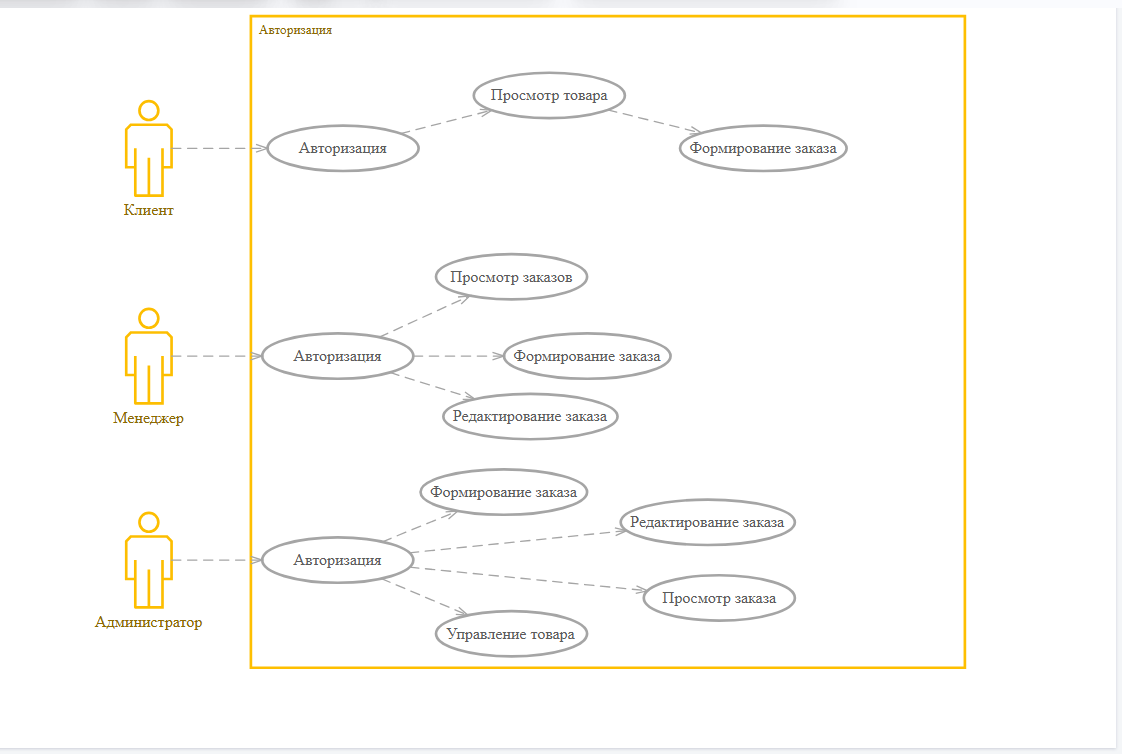 Авторизация
Просмотр товара
Авторизация
Формирование заказа
Клиент
Просмотр заказов
Авторизация
Формирование заказа
Менеджер
Редактирование заказа
Формирование заказа
Редактирование заказа
Авторизация
Просмотр заказа
Администратор
Управление товара